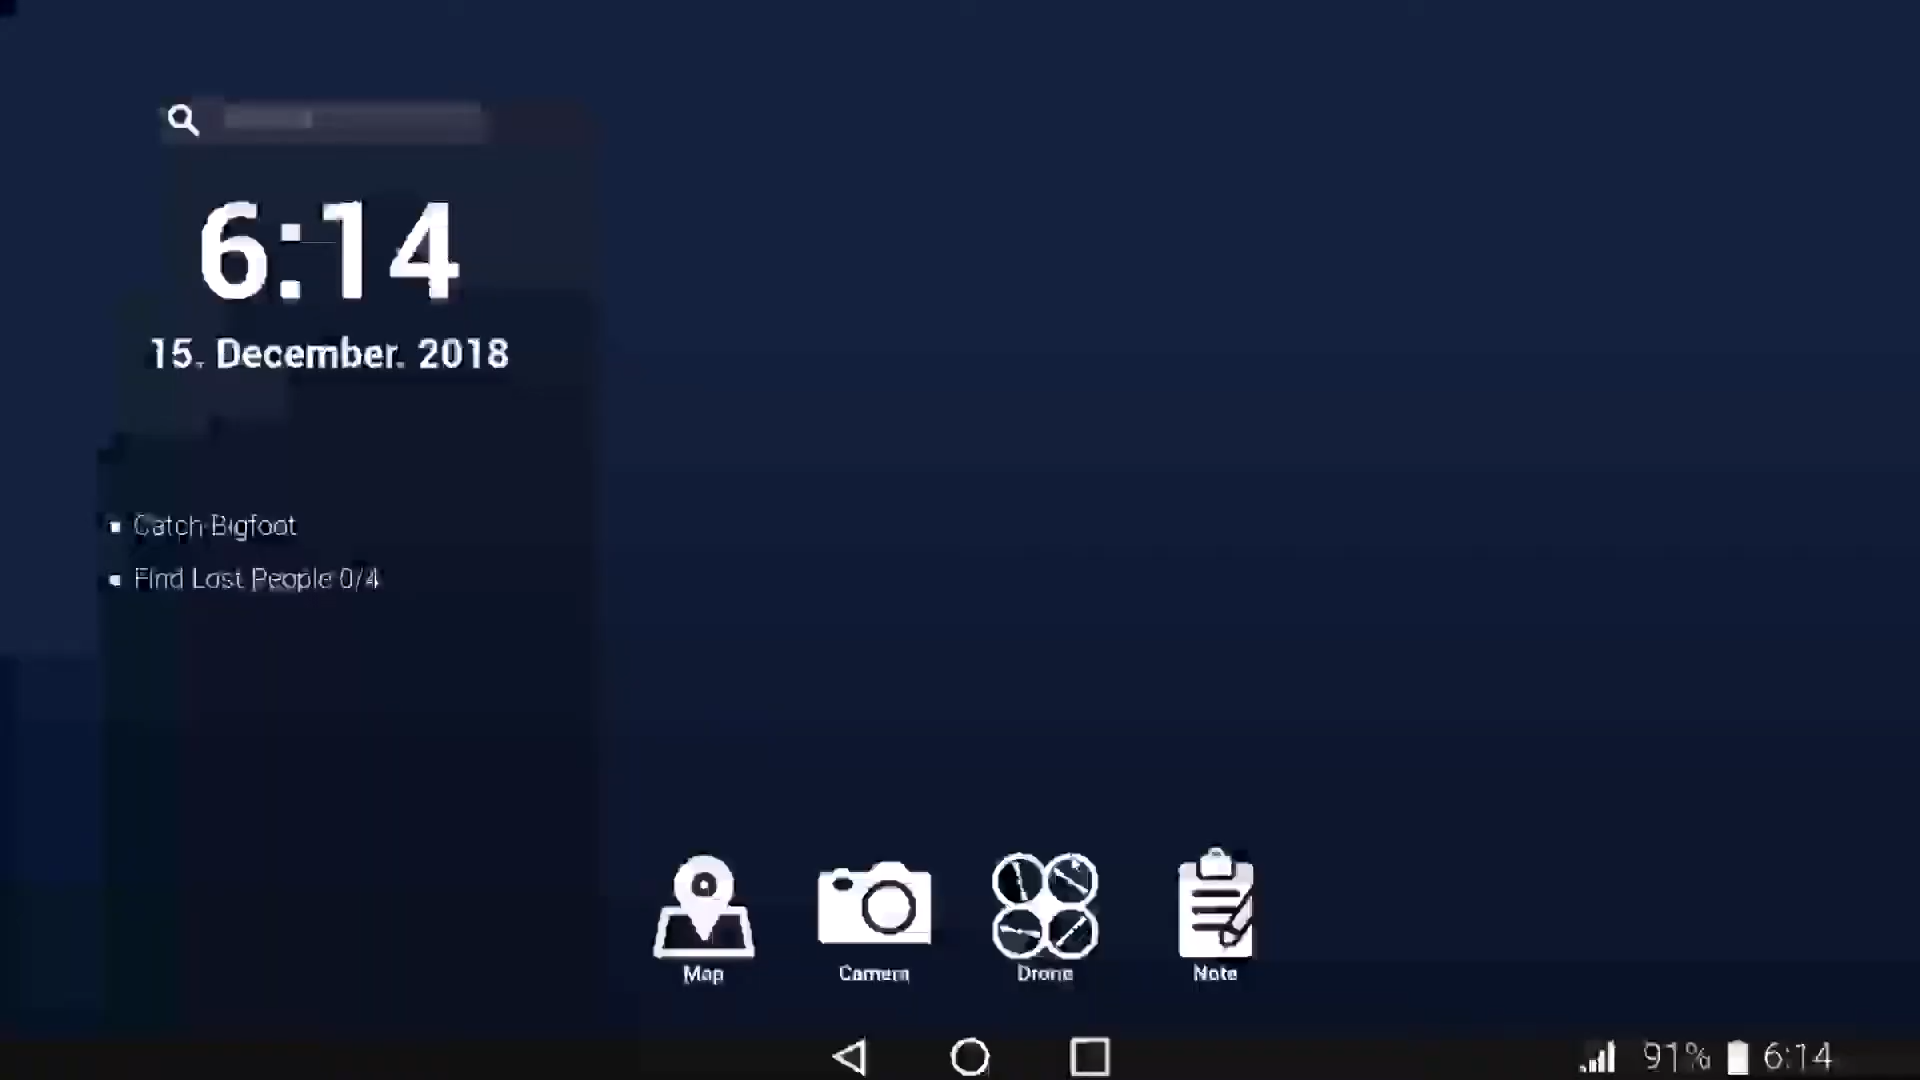 6:14
15. December. 2018
Catch Bigfoot
Find Lost People 0/4
Map
Camera
Drone
Note
91%
6:14